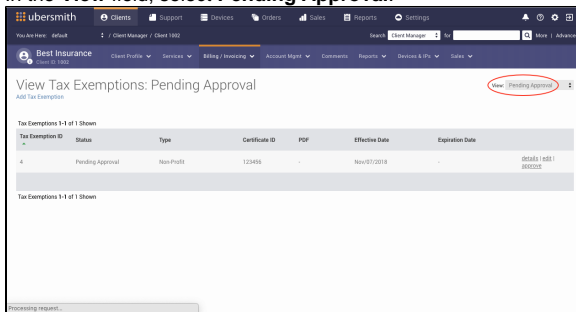 In the View field, select Pending Approval.
ubersmith Clients Support Devices Orders Sales Reports Settings
You Are Here: default / Client Manager / Client 1002 Search Client Manager for More | Advanced
Best Insurance Client Profile Services Billing / Invoicing Account Mgmt Comments Reports Devices & IPs Sales
Client ID: 1002
View Tax Exemptions: Pending Approval View: Pending Approval
Add Tax Exemption
Tax Exemptions 1-1 of 1 Shown
Tax Exemption ID Status Type Certificate ID PDF Effective Date Expiration Date
4 Pending Approval Non-Profit 123456 - Nov/07/2018 - details | edit |
approve
Tax Exemptions 1-1 of 1 Shown
Processing request...